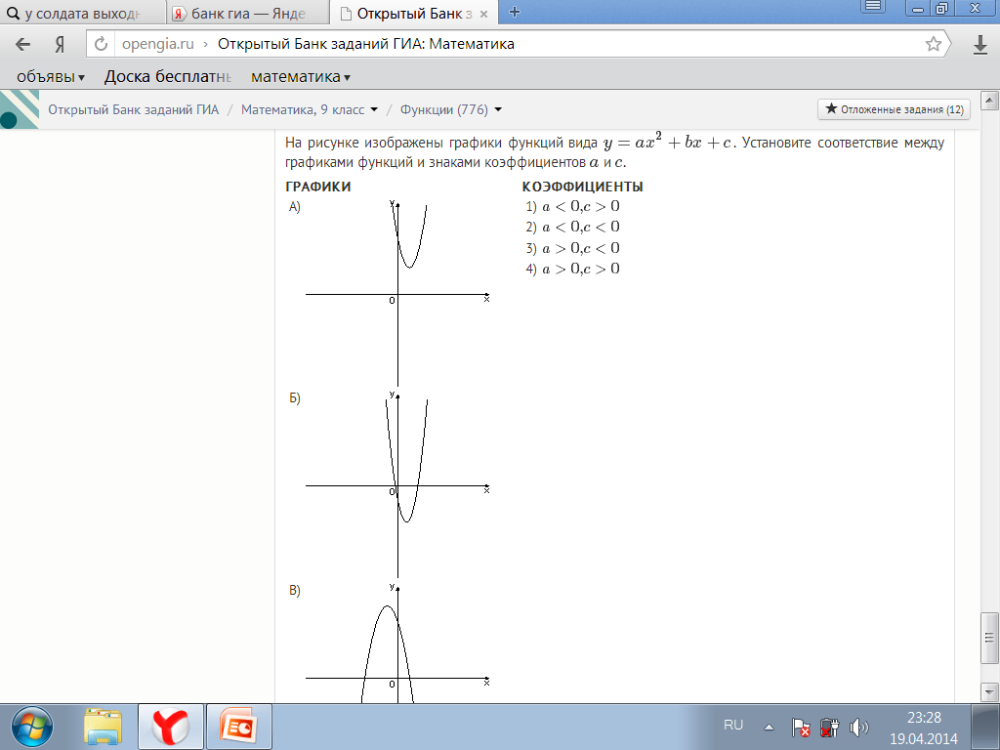 у солдата выходн
банк гиа — Янде
Открытый Банк з
opengia.ru › Открытый Банк заданий ГИА: Математика
объявы
Доска бесплатн
математика
Открытый Банк заданий ГИА / Математика, 9 класс / Функции (776)
Отложенные задания (12)
На рисунке изображены графики функций вида y = ax² + bx + c. Установите соответствие между
графиками функций и знаками коэффициентов a и c.
ГРАФИКИ
КОЭФФИЦИЕНТЫ
А)
y
0
x
1) a < 0,c > 0
2) a < 0,c < 0
3) a > 0,c < 0
4) a > 0,c > 0
Б)
y
0
x
В)
y
0
x
RU
23:28
19.04.2014